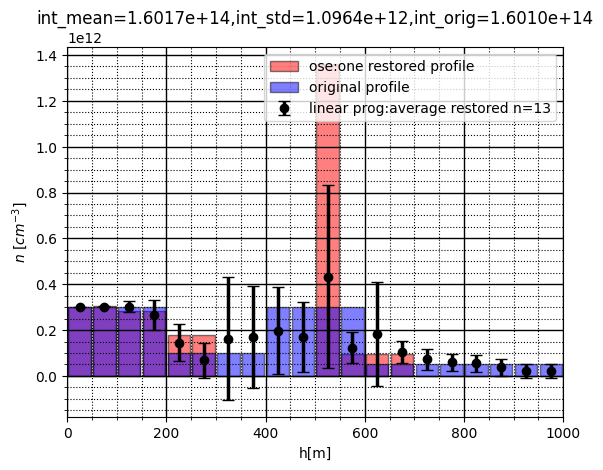 int_mean=1.6017e+14,int_std=1.0964e+12,int_orig=1.6010e+14
1e12
ose:one restored profile
original profile
linear prog:average restored n=13
1.4
1.2
1.0
0.8
0.6
0.4
0.2
0.0
n [cm⁻³]
0 200 400 600 800 1000
h[m]